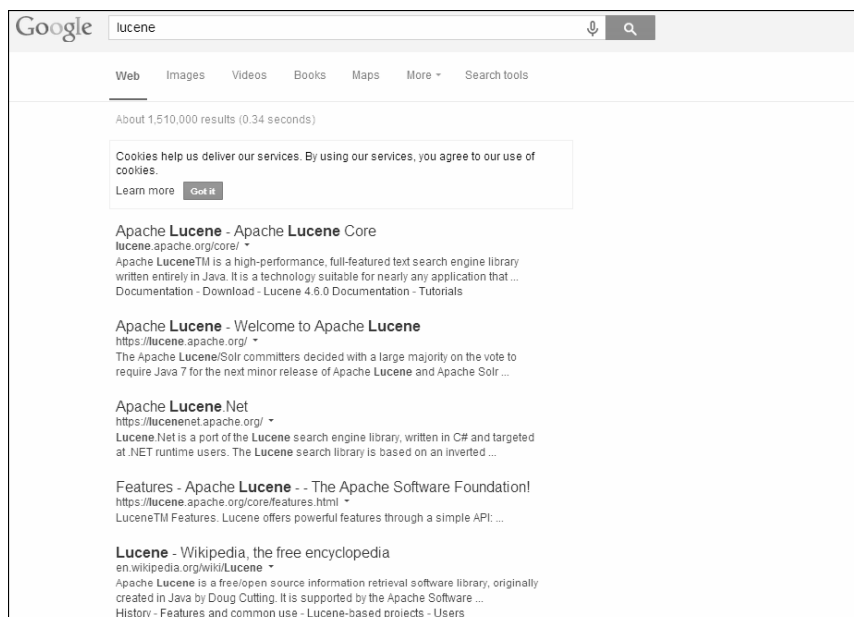 Google lucene
Web Images Videos Books Maps More Search tools
About 1,510,000 results (0.34 seconds)
Cookies help us deliver our services. By using our services, you agree to our use of
cookies.
Learn more Got it
Apache Lucene - Apache Lucene Core
lucene.apache.org/core/
Apache LuceneTM is a high-performance, full-featured text search engine library
written entirely in Java. It is a technology suitable for nearly any application that ...
Documentation - Download - Lucene 4.6.0 Documentation - Tutorials
Apache Lucene - Welcome to Apache Lucene
https://lucene.apache.org/
The Apache Lucene/Solr committers decided with a large majority on the vote to
require Java 7 for the next minor release of Apache Lucene and Apache Solr ...
Apache Lucene.Net
https://lucenenet.apache.org/
Lucene.Net is a port of the Lucene search engine library, written in C# and targeted
at .NET runtime users. The Lucene search library is based on an inverted ...
Features - Apache Lucene - - The Apache Software Foundation!
https://lucene.apache.org/core/features.html
LuceneTM Features. Lucene offers powerful features through a simple API: ...
Lucene - Wikipedia, the free encyclopedia
en.wikipedia.org/wiki/Lucene
Apache Lucene is a free/open source information retrieval software library, originally
created in Java by Doug Cutting. It is supported by the Apache Software ...
History - Features and common use - Lucene-based projects - Users